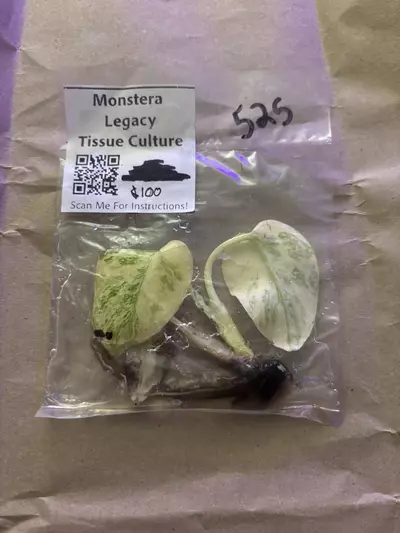 Monstera
Legacy
Tissue Culture
$100
Scan Me For Instructions!
525